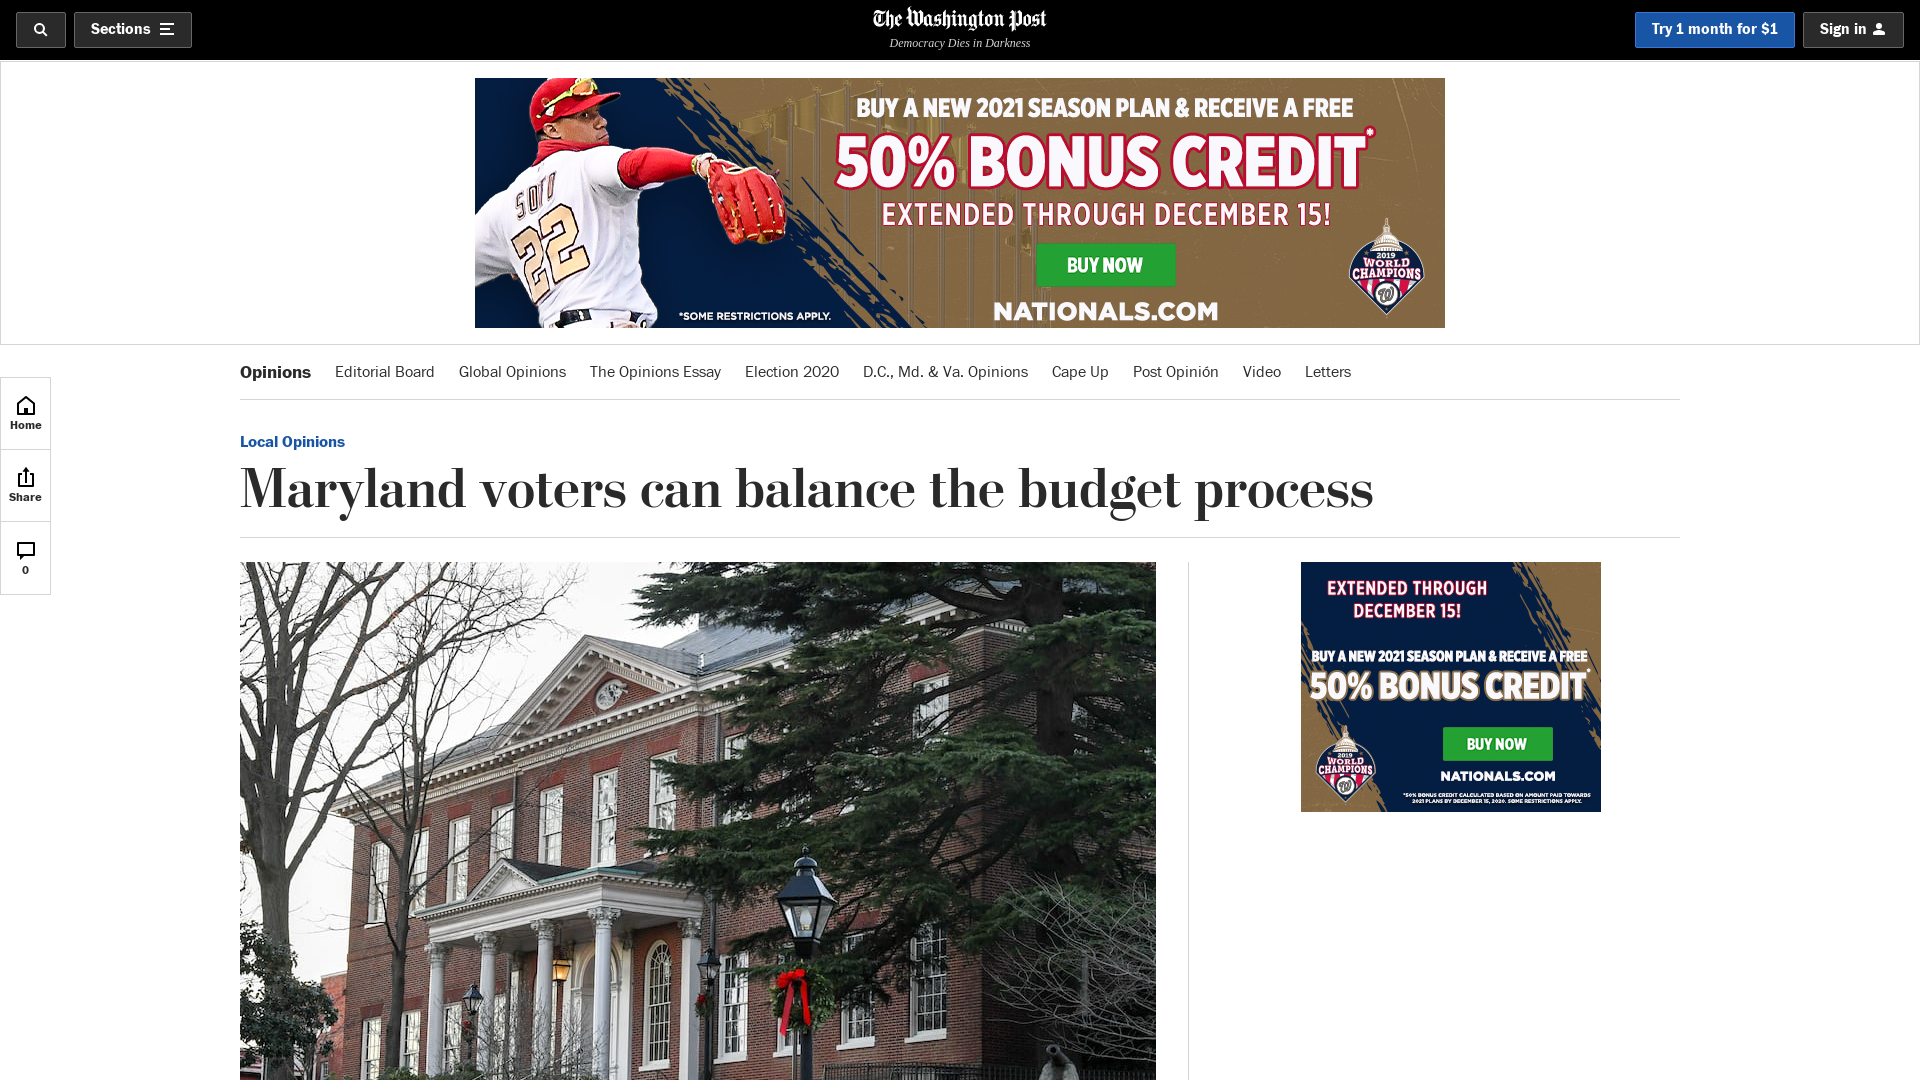 Sections
The Washington Post
Democracy Dies in Darkness
Try 1 month for $1
Sign in
BUY A NEW 2021 SEASON PLAN & RECEIVE A FREE
50% BONUS CREDIT*
EXTENDED THROUGH DECEMBER 15!
BUY NOW
NATIONALS.COM
*SOME RESTRICTIONS APPLY.
SOTO
22
2019
WORLD
CHAMPIONS
W
Opinions Editorial Board Global Opinions The Opinions Essay Election 2020 D.C., Md. & Va. Opinions Cape Up Post Opinión Video Letters
Home
Share
0
Local Opinions
Maryland voters can balance the budget process
EXTENDED THROUGH
DECEMBER 15!
BUY A NEW 2021 SEASON PLAN & RECEIVE A FREE
50% BONUS CREDIT*
BUY NOW
NATIONALS.COM
2019
WORLD
CHAMPIONS
W
*50% BONUS CREDIT CALCULATED BASED ON AMOUNT PAID TOWARDS
2021 PLANS BY DECEMBER 15, 2020. SOME RESTRICTIONS APPLY.